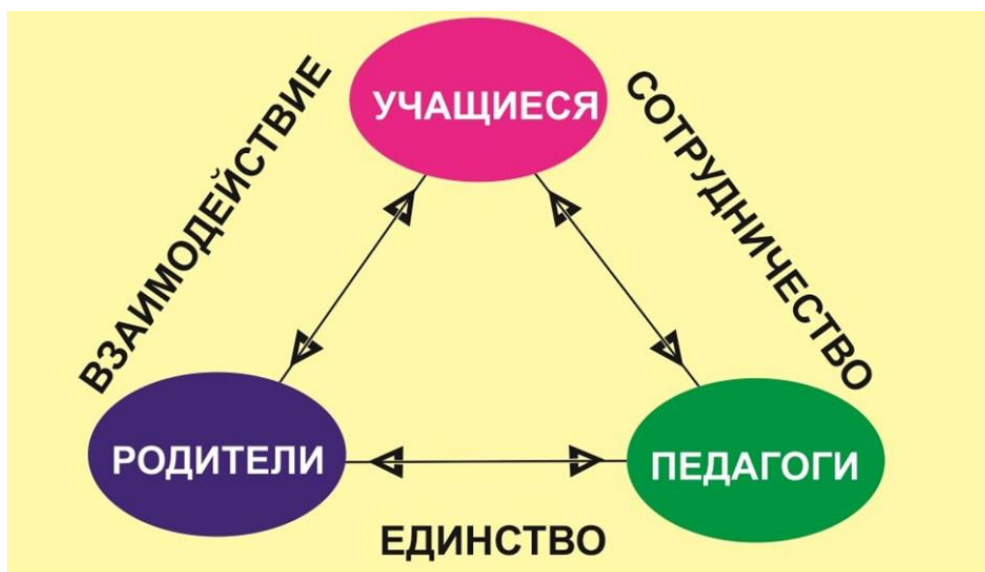 УЧАЩИЕСЯ
ВЗАИМОДЕЙСТВИЕ
СОТРУДНИЧЕСТВО
РОДИТЕЛИ
ПЕДАГОГИ
ЕДИНСТВО